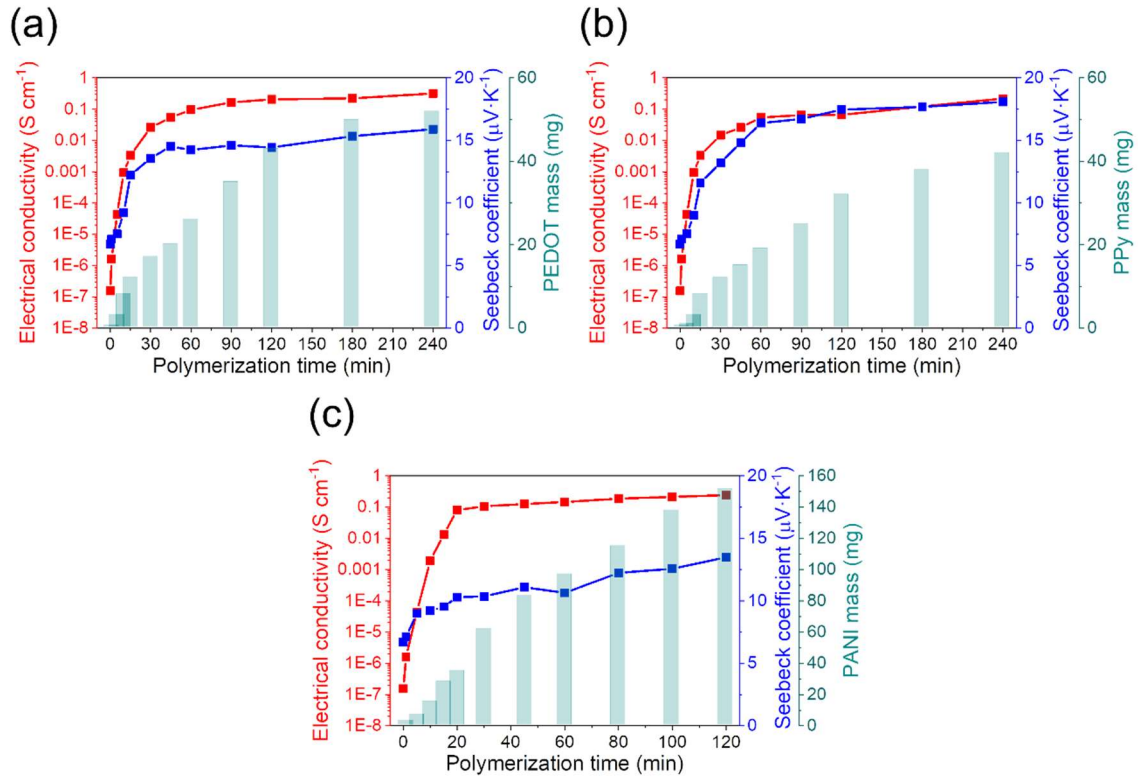 (a)
Electrical conductivity (S cm⁻¹)
1
0.1
0.01
0.001
1E-4
1E-5
1E-6
1E-7
1E-8
0 30 60 90 120 150 180 210 240
Polymerization time (min)
20
15
10
5
0
Seebeck coefficient (μV·K⁻¹)
60
40
20
0
PEDOT mass (mg)
(b)
Electrical conductivity (S cm⁻¹)
1
0.1
0.01
0.001
1E-4
1E-5
1E-6
1E-7
1E-8
0 30 60 90 120 150 180 210 240
Polymerization time (min)
20
15
10
5
0
Seebeck coefficient (μV·K⁻¹)
60
40
20
0
PPy mass (mg)
(c)
Electrical conductivity (S cm⁻¹)
1
0.1
0.01
0.001
1E-4
1E-5
1E-6
1E-7
1E-8
0 20 40 60 80 100 120
Polymerization time (min)
20
15
10
5
0
Seebeck coefficient (μV·K⁻¹)
160
140
120
100
80
60
40
20
0
PANI mass (mg)